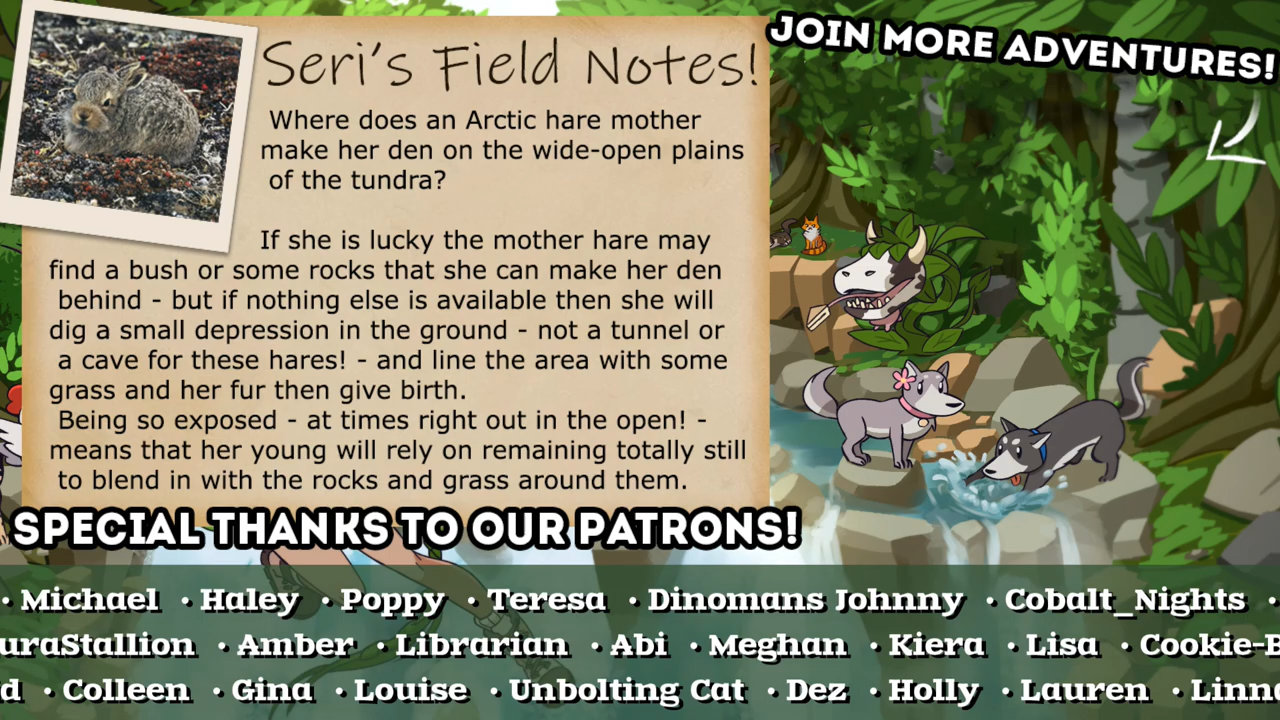 Seri's Field Notes!
JOIN MORE ADVENTURES!
Where does an Arctic hare mother
make her den on the wide-open plains
of the tundra?
If she is lucky the mother hare may
find a bush or some rocks that she can make her den
behind - but if nothing else is available then she will
dig a small depression in the ground - not a tunnel or
a cave for these hares! - and line the area with some
grass and her fur then give birth.
Being so exposed - at times right out in the open! -
means that her young will rely on remaining totally still
to blend in with the rocks and grass around them.
SPECIAL THANKS TO OUR PATRONS!
• Michael • Haley • Poppy • Teresa • Dinomans Johnny • Cobalt_Nights •
uraStallion • Amber • Librarian • Abi • Meghan • Kiera • Lisa • Cookie-B
d • Colleen • Gina • Louise • Unbolting Cat • Dez • Holly • Lauren • Linn